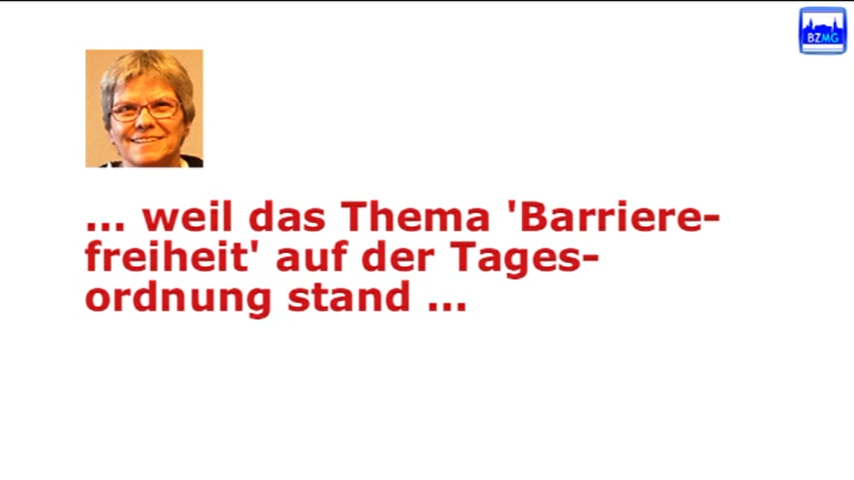 BZMG
... weil das Thema 'Barriere-
freiheit' auf der Tages-
ordnung stand ...